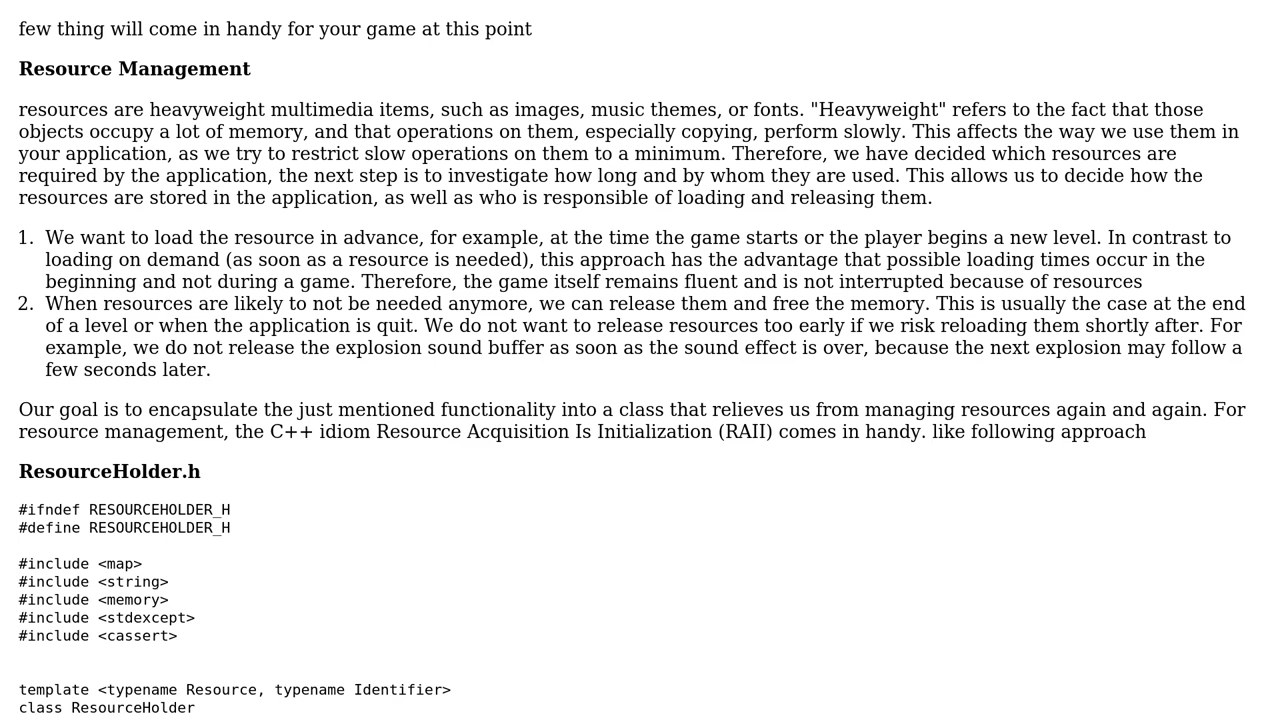 few thing will come in handy for your game at this point
Resource Management
resources are heavyweight multimedia items, such as images, music themes, or fonts. "Heavyweight" refers to the fact that those
objects occupy a lot of memory, and that operations on them, especially copying, perform slowly. This affects the way we use them in
your application, as we try to restrict slow operations on them to a minimum. Therefore, we have decided which resources are
required by the application, the next step is to investigate how long and by whom they are used. This allows us to decide how the
resources are stored in the application, as well as who is responsible of loading and releasing them.
1. We want to load the resource in advance, for example, at the time the game starts or the player begins a new level. In contrast to
loading on demand (as soon as a resource is needed), this approach has the advantage that possible loading times occur in the
beginning and not during a game. Therefore, the game itself remains fluent and is not interrupted because of resources
2. When resources are likely to not be needed anymore, we can release them and free the memory. This is usually the case at the end
of a level or when the application is quit. We do not want to release resources too early if we risk reloading them shortly after. For
example, we do not release the explosion sound buffer as soon as the sound effect is over, because the next explosion may follow a
few seconds later.
Our goal is to encapsulate the just mentioned functionality into a class that relieves us from managing resources again and again. For
resource management, the C++ idiom Resource Acquisition Is Initialization (RAII) comes in handy. like following approach
ResourceHolder.h
#ifndef RESOURCEHOLDER_H
#define RESOURCEHOLDER_H
#include <map>
#include <string>
#include <memory>
#include <stdexcept>
#include <cassert>
template <typename Resource, typename Identifier>
class ResourceHolder